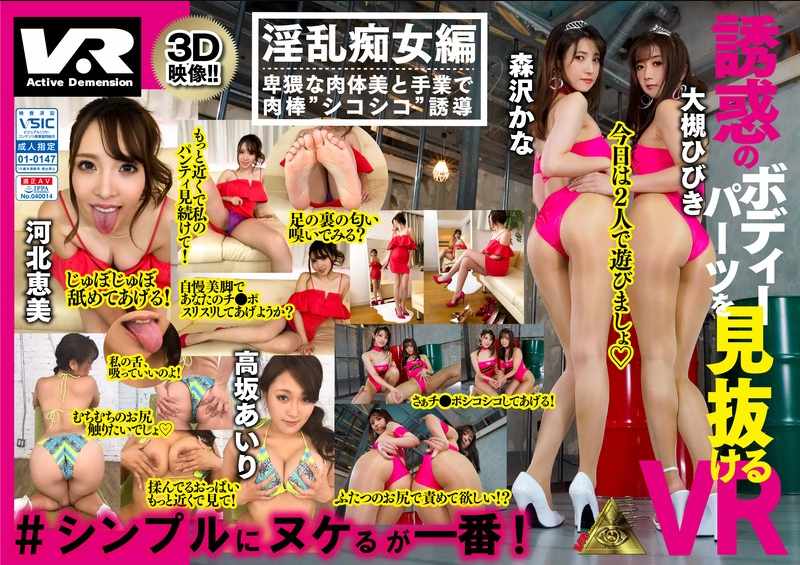 VR
Active Demension
3D
映像!!
淫乱痴女編
卑猥な肉体美と手業で
肉棒”シコシコ”誘導
VSIC
成人指定
01-0147
適正AV
IPPA
No.040014
河北恵美
もっと近くで私の
パンティ見続けて!
足の裏の匂い
嗅いでみる?
じゅぼじゅぼ
舐めてあげる!
自慢美脚で
あなたのチ●ポ
スリスリしてあげようか?
私の舌、
吸っていいのよ!
むちむちのお尻
触りたいでしょ♡
高坂あいり
揉んでるおっぱい
もっと近くで見て!
森沢かな
大槻ひびき
今日は2人で遊びましょ♡
さぁチ●ポシコシコしてあげる!
ふたつのお尻で責めて欲しい!?
誘惑の
ボディー
パーツを
見抜ける
VR
#シンプルにヌケるが一番!